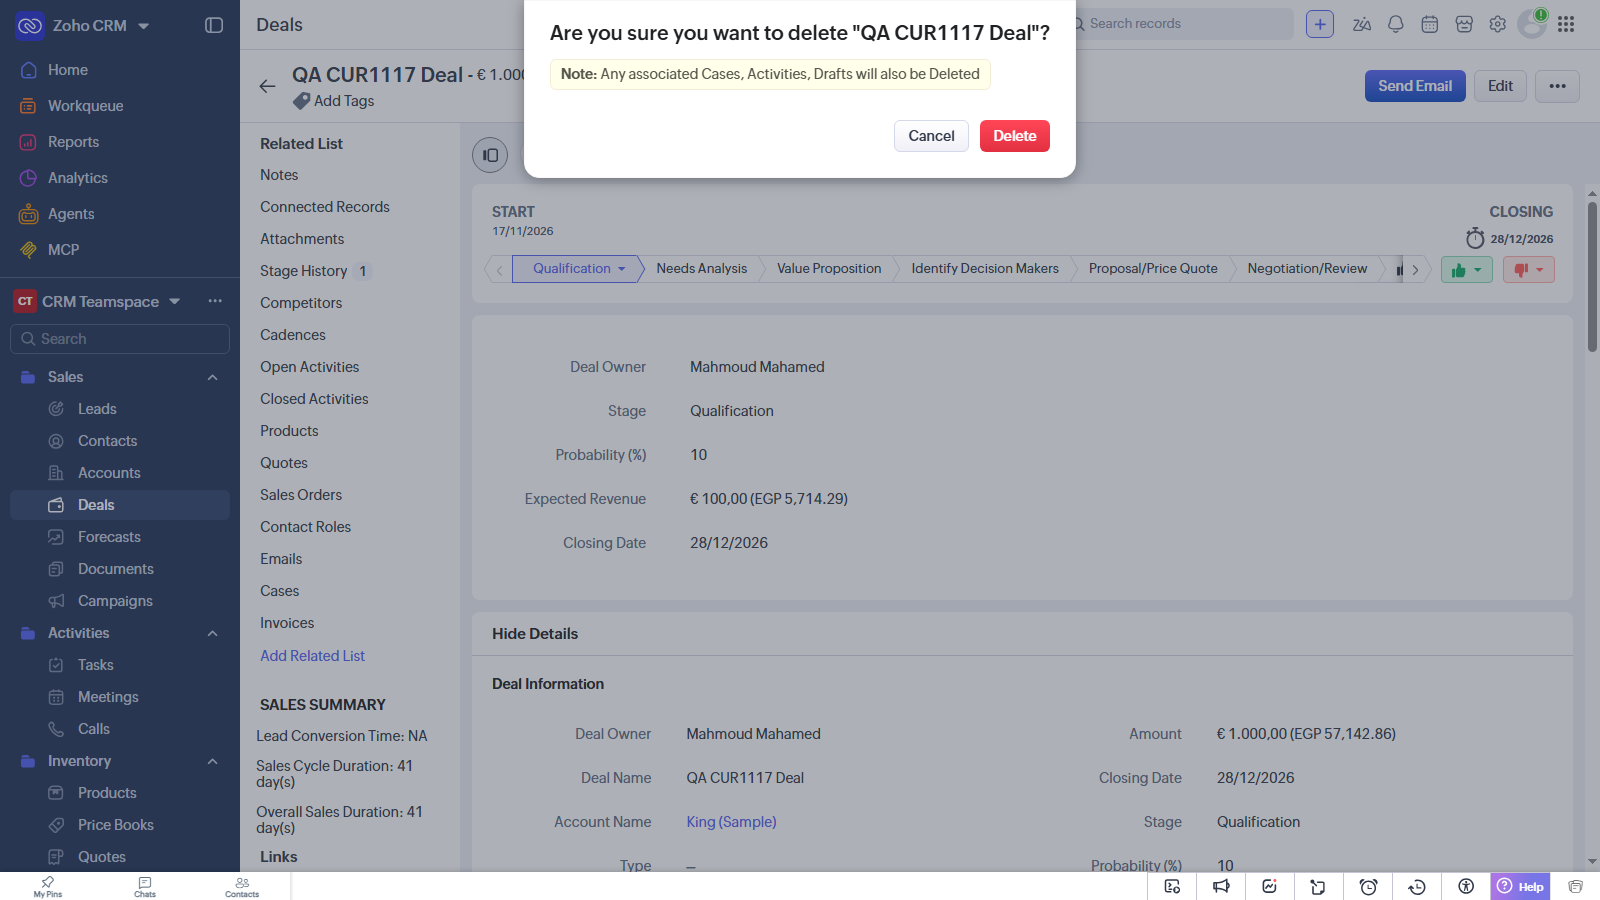 Zoho CRM
Home
Workqueue
Reports
Analytics
Agents
MCP
CT CRM Teamspace
Search
Sales
Leads
Contacts
Accounts
Deals
Forecasts
Documents
Campaigns
Activities
Tasks
Meetings
Calls
Inventory
Products
Price Books
Quotes
Deals
Search records
QA CUR1117 Deal - € 1.000
Add Tags
Send Email
Edit
Are you sure you want to delete "QA CUR1117 Deal"?
Note: Any associated Cases, Activities, Drafts will also be Deleted
Cancel
Delete
Related List
Notes
Connected Records
Attachments
Stage History 1
Competitors
Cadences
Open Activities
Closed Activities
Products
Quotes
Sales Orders
Contact Roles
Emails
Cases
Invoices
Add Related List
SALES SUMMARY
Lead Conversion Time: NA
Sales Cycle Duration: 41
day(s)
Overall Sales Duration: 41
day(s)
Links
START
17/11/2026
CLOSING
28/12/2026
Qualification
Needs Analysis
Value Proposition
Identify Decision Makers
Proposal/Price Quote
Negotiation/Review
Deal Owner Mahmoud Mahamed
Stage Qualification
Probability (%) 10
Expected Revenue € 100,00 (EGP 5,714.29)
Closing Date 28/12/2026
Hide Details
Deal Information
Deal Owner Mahmoud Mahamed
Amount € 1.000,00 (EGP 57,142.86)
Deal Name QA CUR1117 Deal
Closing Date 28/12/2026
Account Name King (Sample)
Stage Qualification
Type —
Probability (%) 10
My Pins
Chats
Contacts
Help